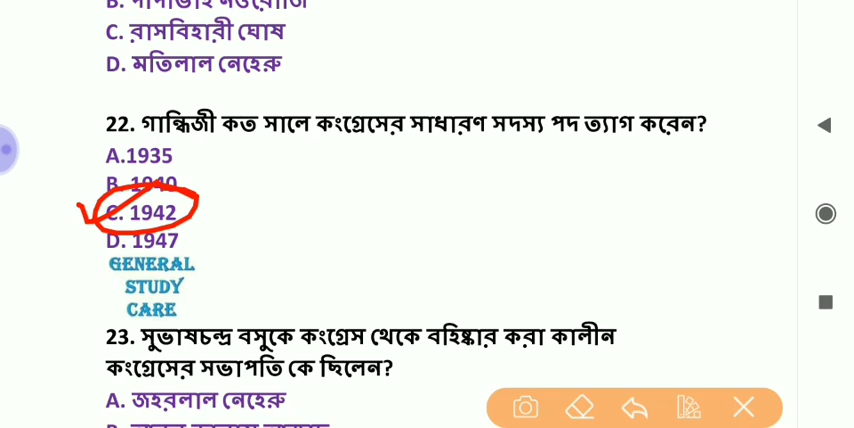 C. রাসবিহারী ঘোষ
D. মতিলাল নেহেরু
22. গান্ধিজী কত সালে কংগ্রেসের সাধারণ সদস্য পদ ত্যাগ করেন?
A.1935
B. 1940
C. 1942
D. 1947
GENERAL
STUDY
CARE
23. সুভাষচন্দ্র বসুকে কংগ্রেস থেকে বহিষ্কার করা কালীন
কংগ্রেসের সভাপতি কে ছিলেন?
A. জহরলাল নেহেরু